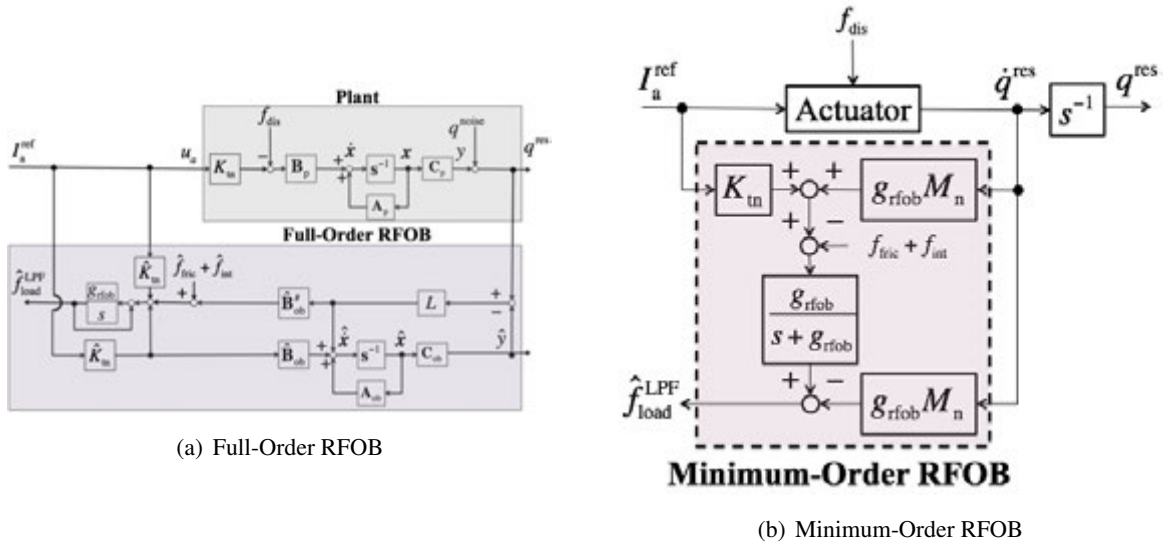 Plant
I_a^ref
u_a
K_tn
−
f_dis
B_p
+
+
ẋ
s⁻¹
x
C_p
y
q^noise
q^res
A_p
Full-Order RFOB
f̂_load^LPF
g_rfob
s
K̂_tn
f̂_fric + f̂_int
+
B̂_ob^#
L
+
−
K̂_tn
B̂_ob
+
+
x̂̇
s⁻¹
x̂
C_ob
ŷ
A_ob
(a) Full-Order RFOB
f_dis
I_a^ref
Actuator
q̇^res
s⁻¹
q^res
K_tn
+
+
g_rfob M_n
+
−
f_fric + f_int
g_rfob
s + g_rfob
+
−
g_rfob M_n
f̂_load^LPF
Minimum-Order RFOB
(b) Minimum-Order RFOB